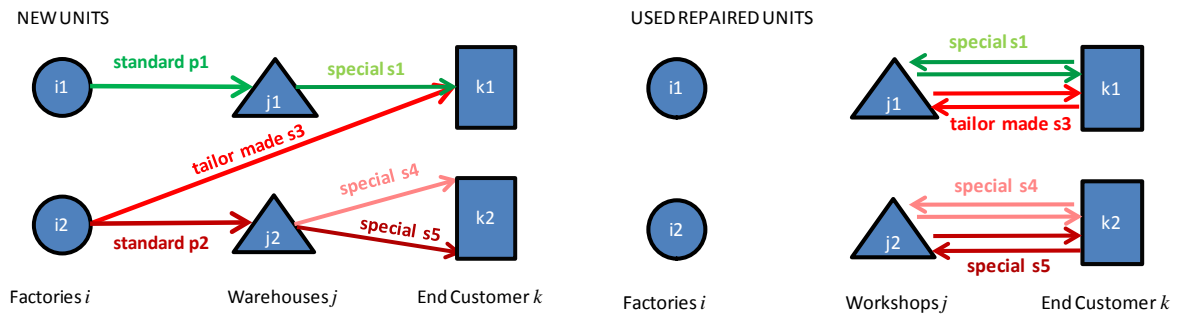 NEW UNITS
standard p1
special s1
i1
j1
k1
tailor made s3
special s4
i2
j2
k2
standard p2
special s5
Factories i
Warehouses j
End Customer k
USED REPAIRED UNITS
special s1
i1
j1
k1
tailor made s3
special s4
i2
j2
k2
special s5
Factories i
Workshops j
End Customer k